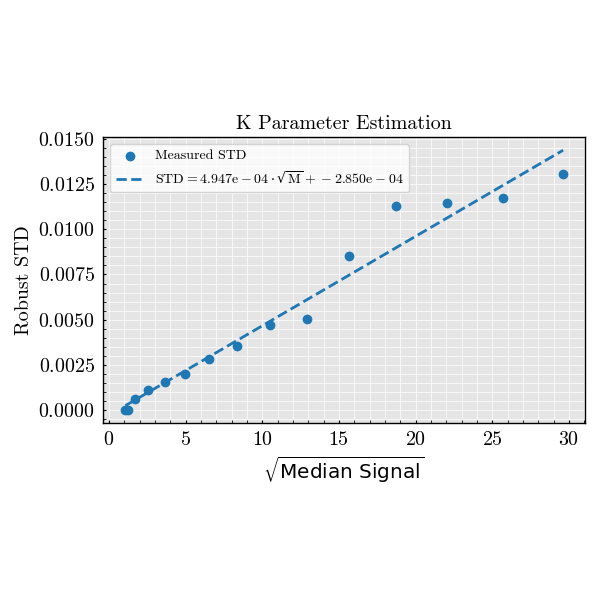 K Parameter Estimation
Measured STD
STD = 4.947e − 04 · √M + −2.850e − 04
Robust STD
0.0150
0.0125
0.0100
0.0075
0.0050
0.0025
0.0000
0 5 10 15 20 25 30
√Median Signal